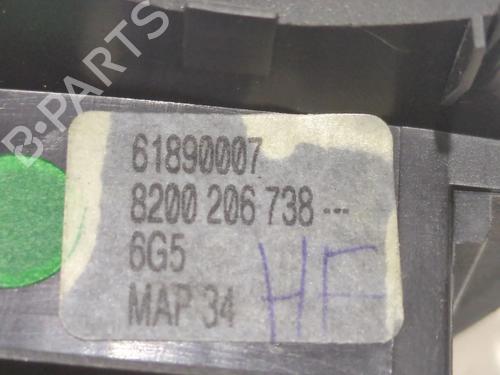 B-PARTS
61890007
8200 206 738 ---
6G5
MAP 34
HF